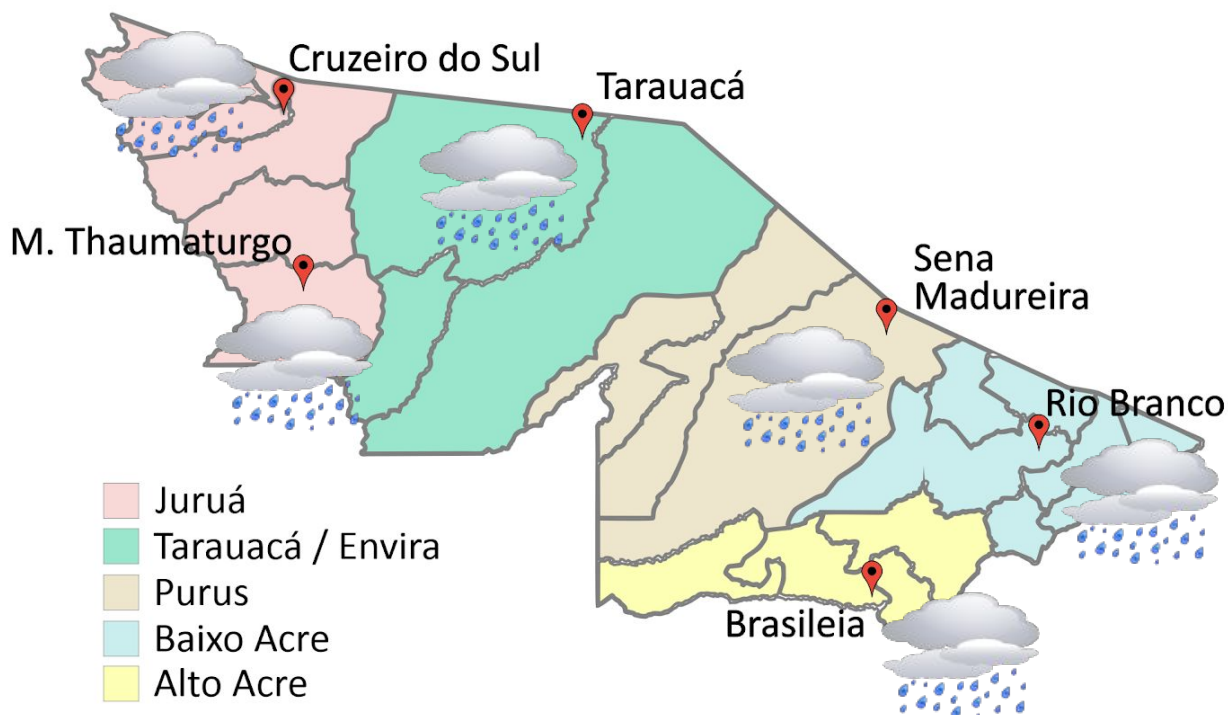 Cruzeiro do Sul
Tarauacá
M. Thaumaturgo
Sena
Madureira
Rio Branco
Brasileia
Juruá
Tarauacá / Envira
Purus
Baixo Acre
Alto Acre